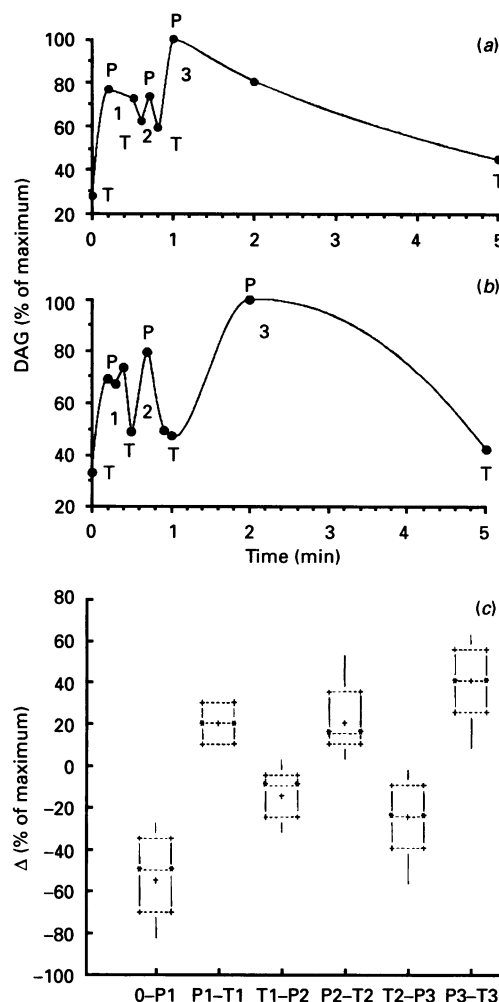 (a)
100
80
60
40
20
P
P
P
1
2
3
T
T
T
T
0
1
2
3
4
5
DAG (% of maximum)
(b)
100
80
60
40
20
P
P
P
1
2
3
T
T
T
T
0
1
2
3
4
5
Time (min)
(c)
80
60
40
20
0
−20
−40
−60
−80
−100
Δ (% of maximum)
0–P1 P1–T1 T1–P2 P2–T2 T2–P3 P3–T3